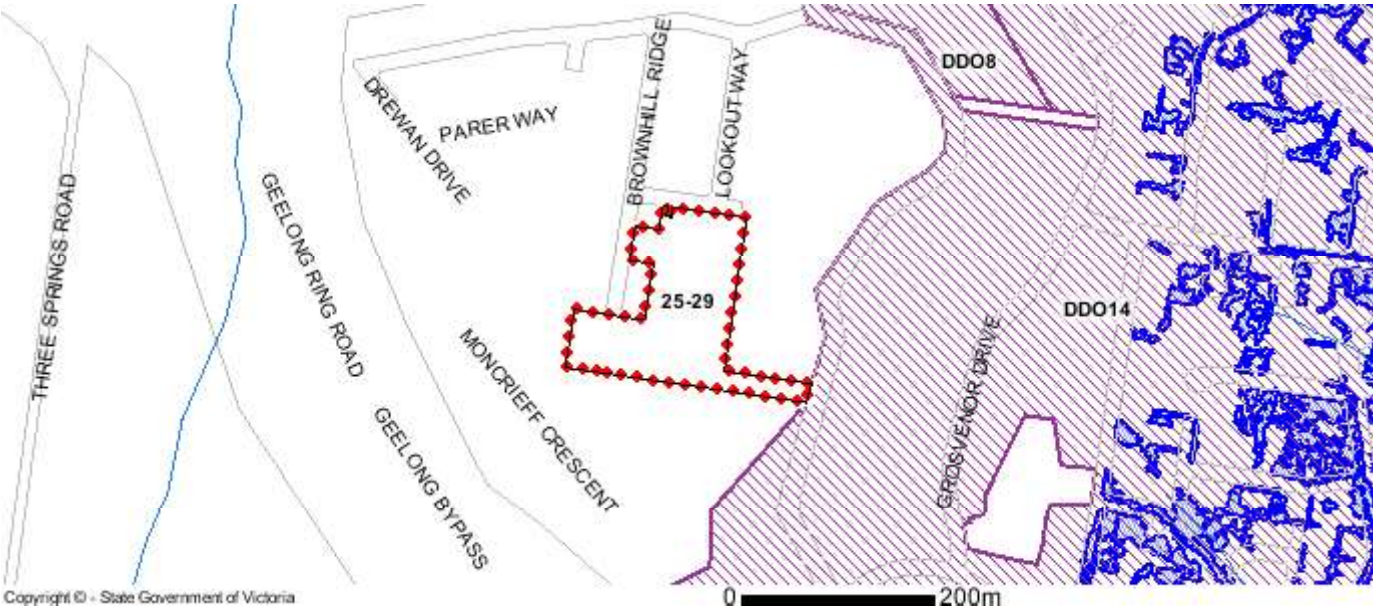 BROWNHILL RIDGE
LOOKOUT WAY
DDO8
DREWAN DRIVE
PARER WAY
THREE SPRINGS ROAD
GEELONG RING ROAD
25-29
DDO14
MONCRIEFF CRESCENT
GROSVENOR DRIVE
GEELONG BYPASS
Copyright © - State Government of Victoria
0 200m